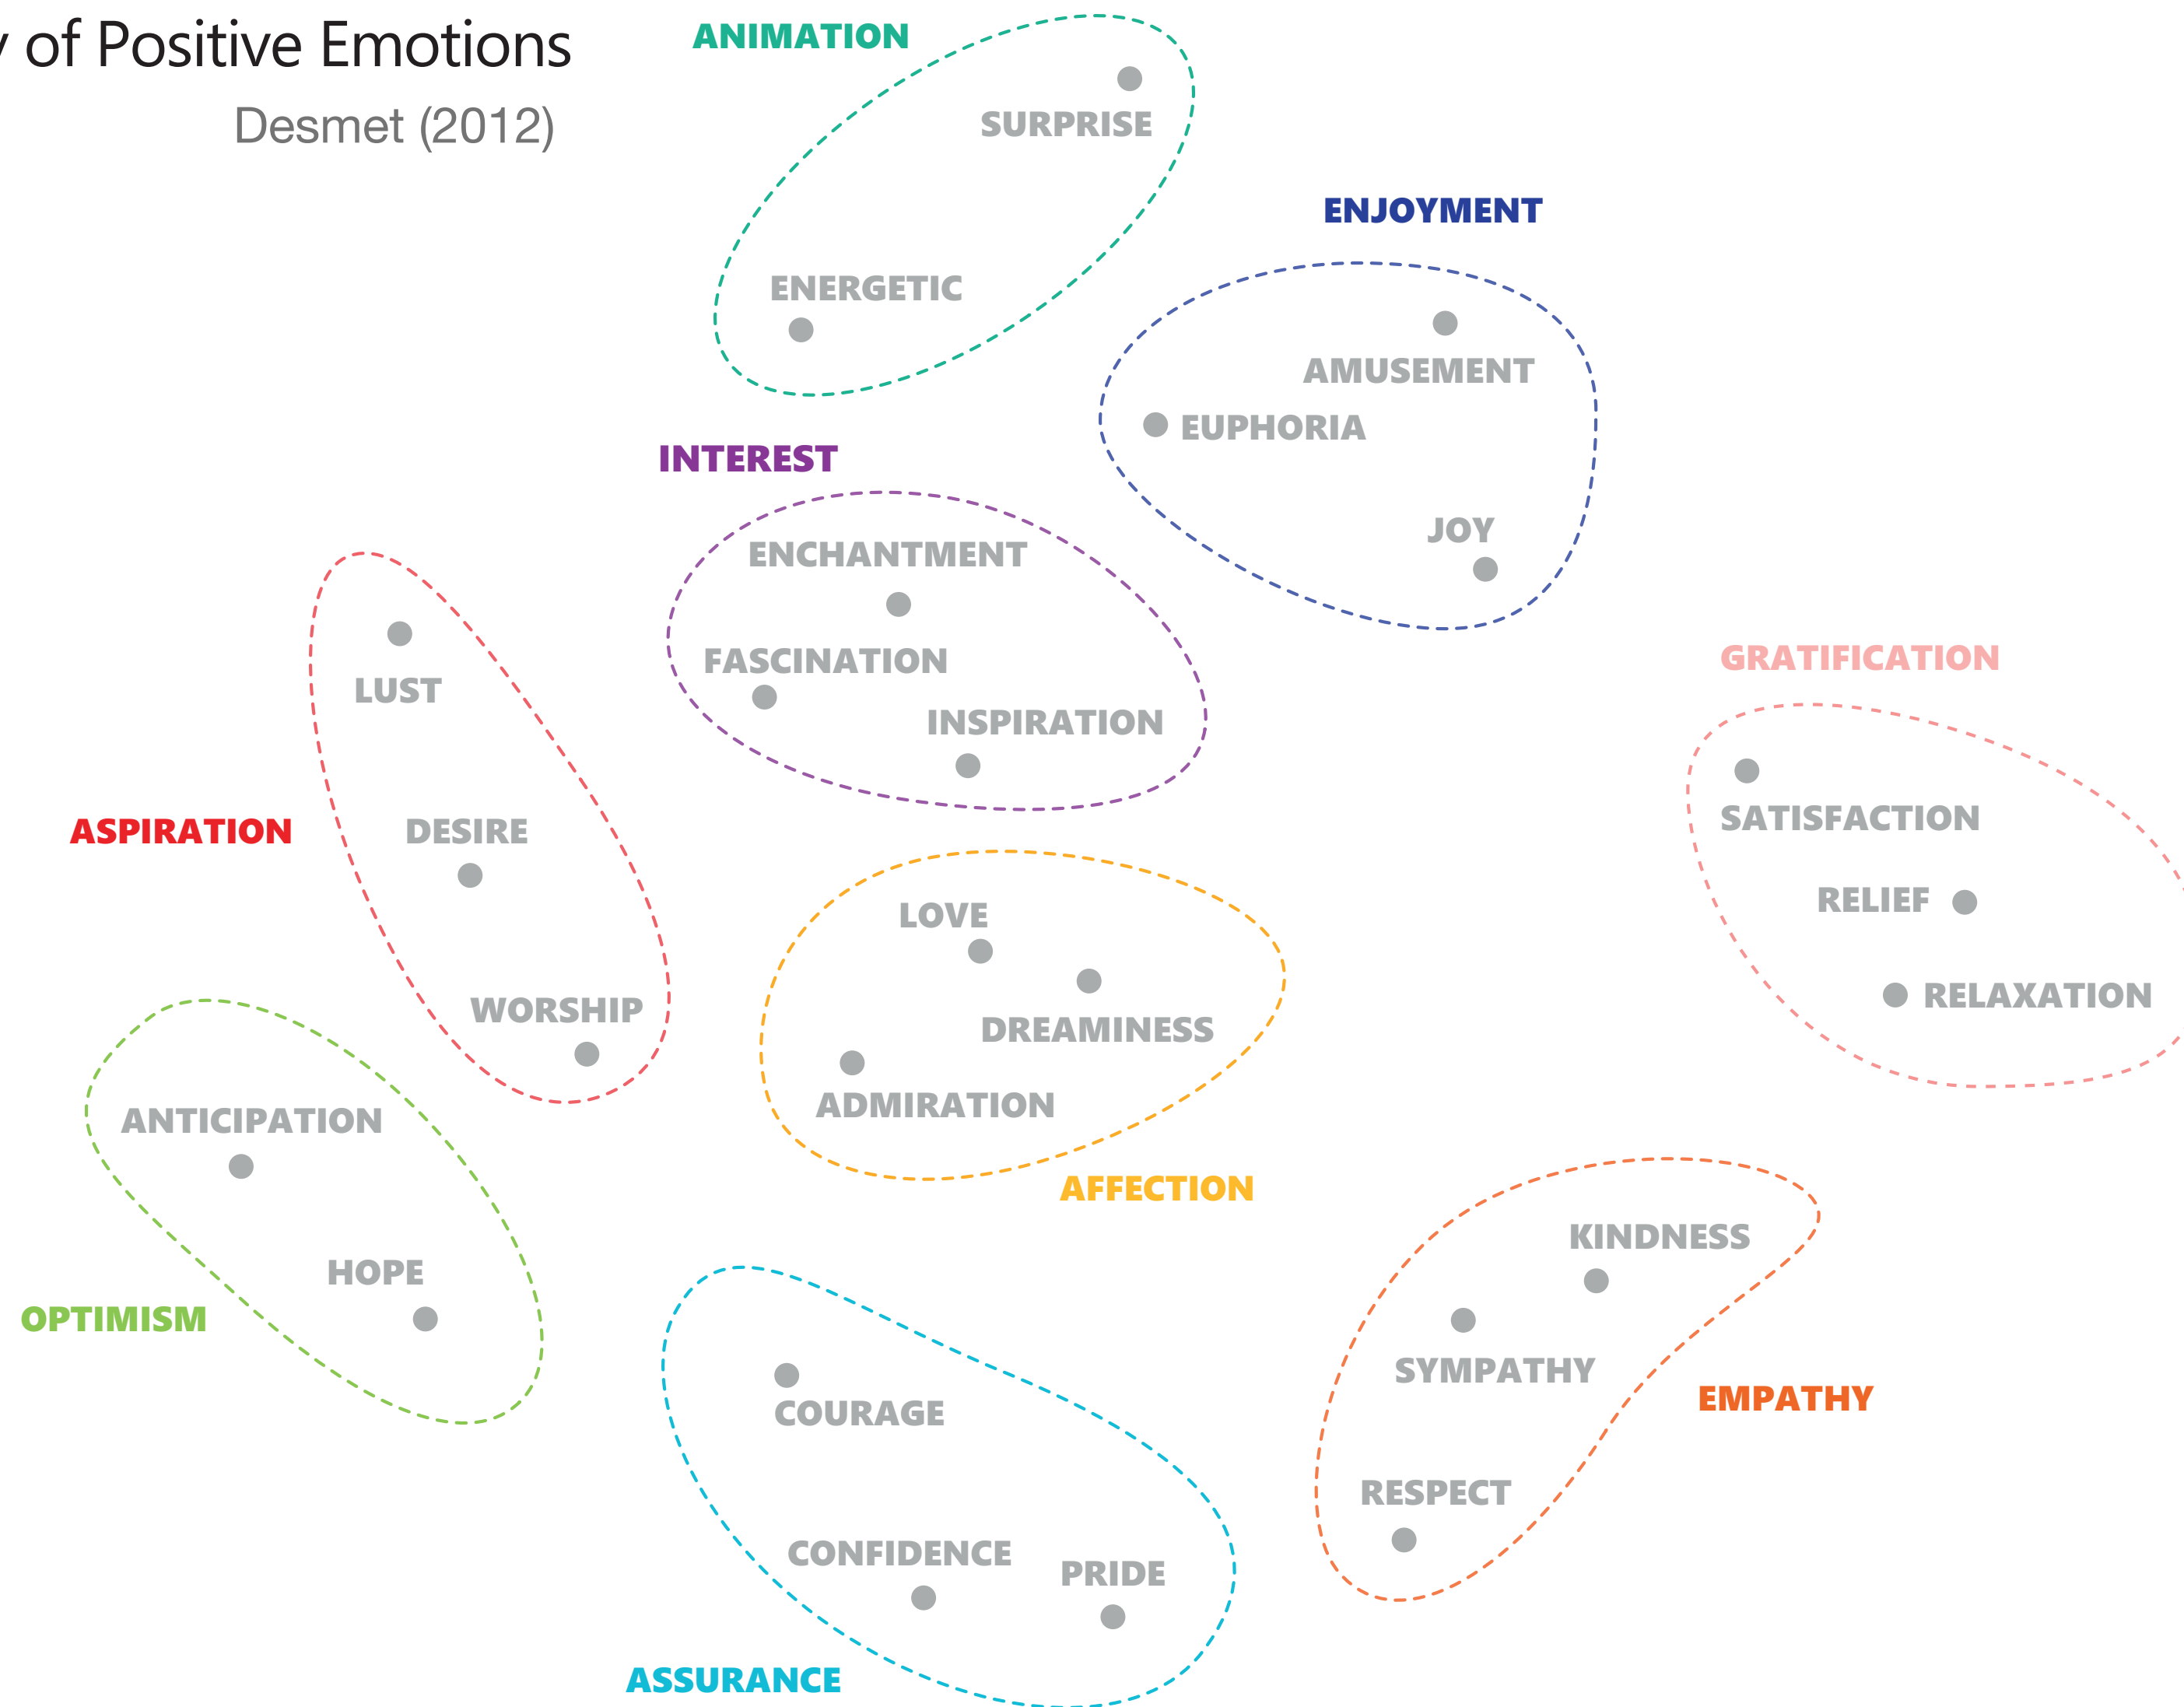 of Positive Emotions
Desmet (2012)
ANIMATION
SURPRISE
ENERGETIC
ENJOYMENT
AMUSEMENT
EUPHORIA
JOY
INTEREST
ENCHANTMENT
FASCINATION
INSPIRATION
GRATIFICATION
SATISFACTION
RELIEF
RELAXATION
ASPIRATION
LUST
DESIRE
WORSHIP
LOVE
DREAMINESS
ADMIRATION
AFFECTION
ANTICIPATION
HOPE
OPTIMISM
KINDNESS
SYMPATHY
RESPECT
EMPATHY
COURAGE
CONFIDENCE
PRIDE
ASSURANCE